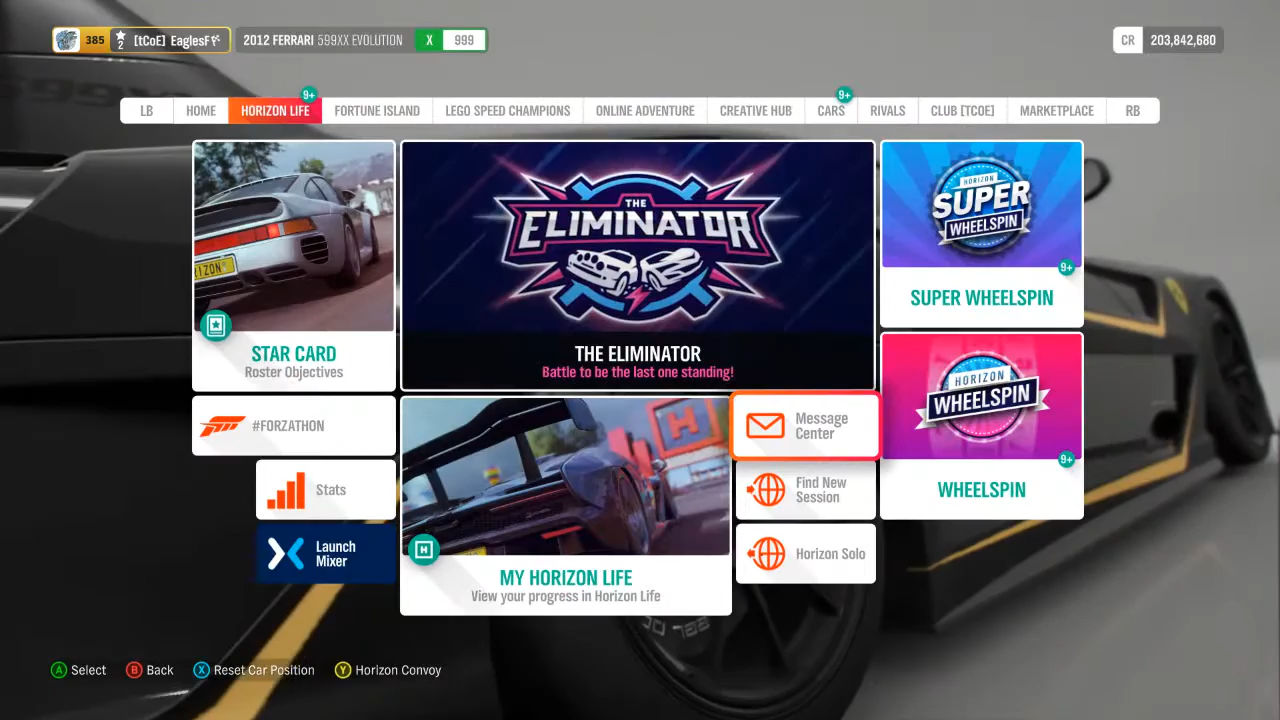 385 2 [tCoE] EaglesF
2012 FERRARI 599XX EVOLUTION X 999
CR 203,842,680
LB HOME HORIZON LIFE 9+ FORTUNE ISLAND LEGO SPEED CHAMPIONS ONLINE ADVENTURE CREATIVE HUB CARS 9+ RIVALS CLUB [TCOE] MARKETPLACE RB
STAR CARD
Roster Objectives
#FORZATHON
Stats
Launch
Mixer
THE
ELIMINATOR
THE ELIMINATOR
Battle to be the last one standing!
H
MY HORIZON LIFE
View your progress in Horizon Life
Message
Center
Find New
Session
Horizon Solo
HORIZON
SUPER
WHEELSPIN
9+
SUPER WHEELSPIN
HORIZON
WHEELSPIN
9+
WHEELSPIN
A Select B Back X Reset Car Position Y Horizon Convoy